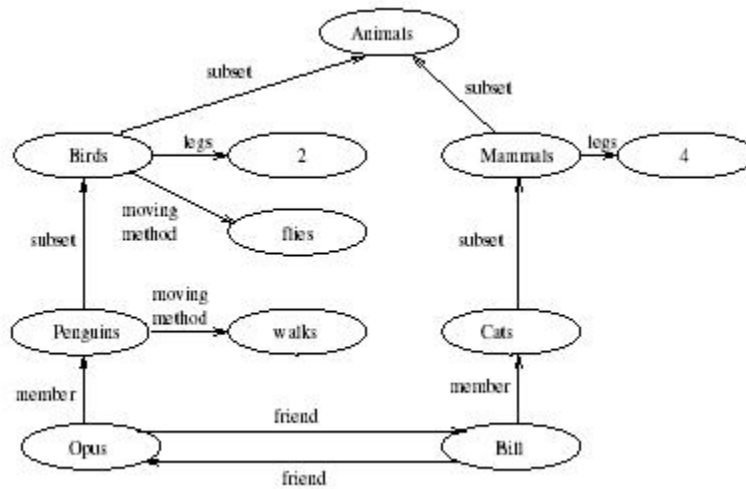 Animals
subset
subset
Birds
legs
2
Mammals
legs
4
moving
method
flies
subset
subset
Penguins
moving
method
walks
Cats
member
member
friend
Opus
Bill
friend